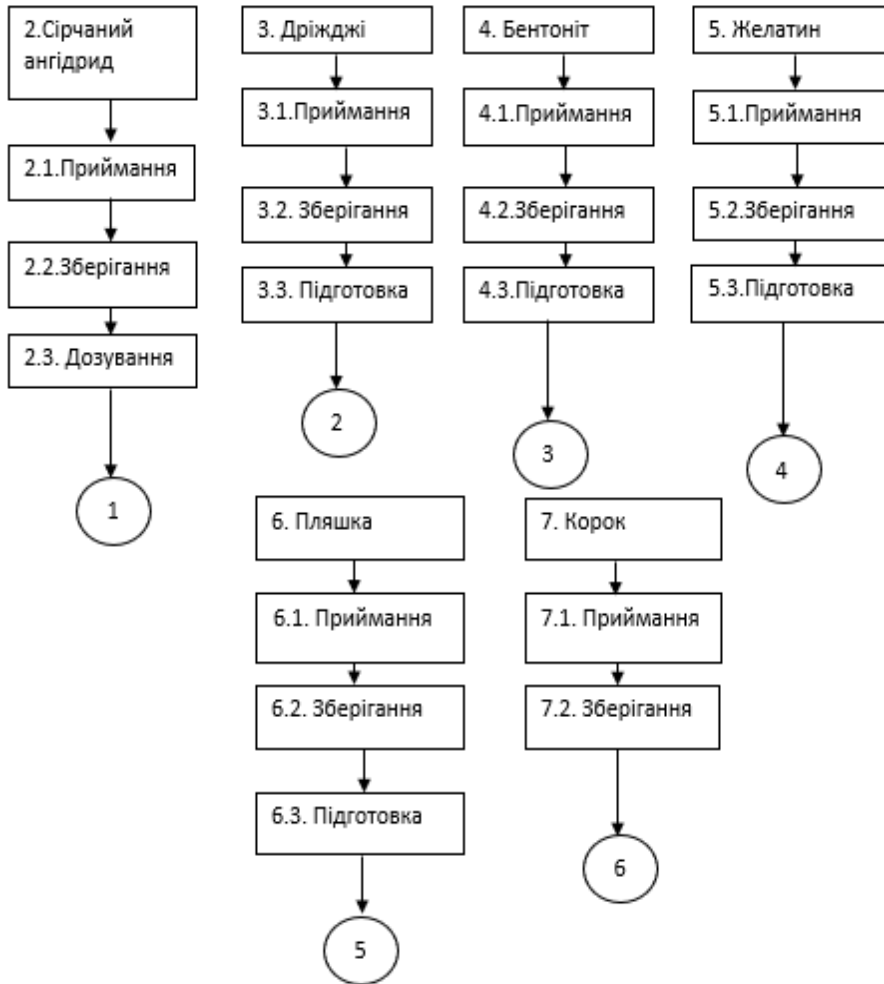 2.Сірчаний
ангідрид
3. Дріжджі
4. Бентоніт
5. Желатин
3.1.Приймання
4.1.Приймання
5.1.Приймання
2.1.Приймання
3.2. Зберігання
4.2.Зберігання
5.2.Зберігання
2.2.Зберігання
3.3. Підготовка
4.3.Підготовка
5.3.Підготовка
2.3. Дозування
2
3
4
1
6. Пляшка
7. Корок
6.1. Приймання
7.1. Приймання
6.2. Зберігання
7.2. Зберігання
6.3. Підготовка
6
5